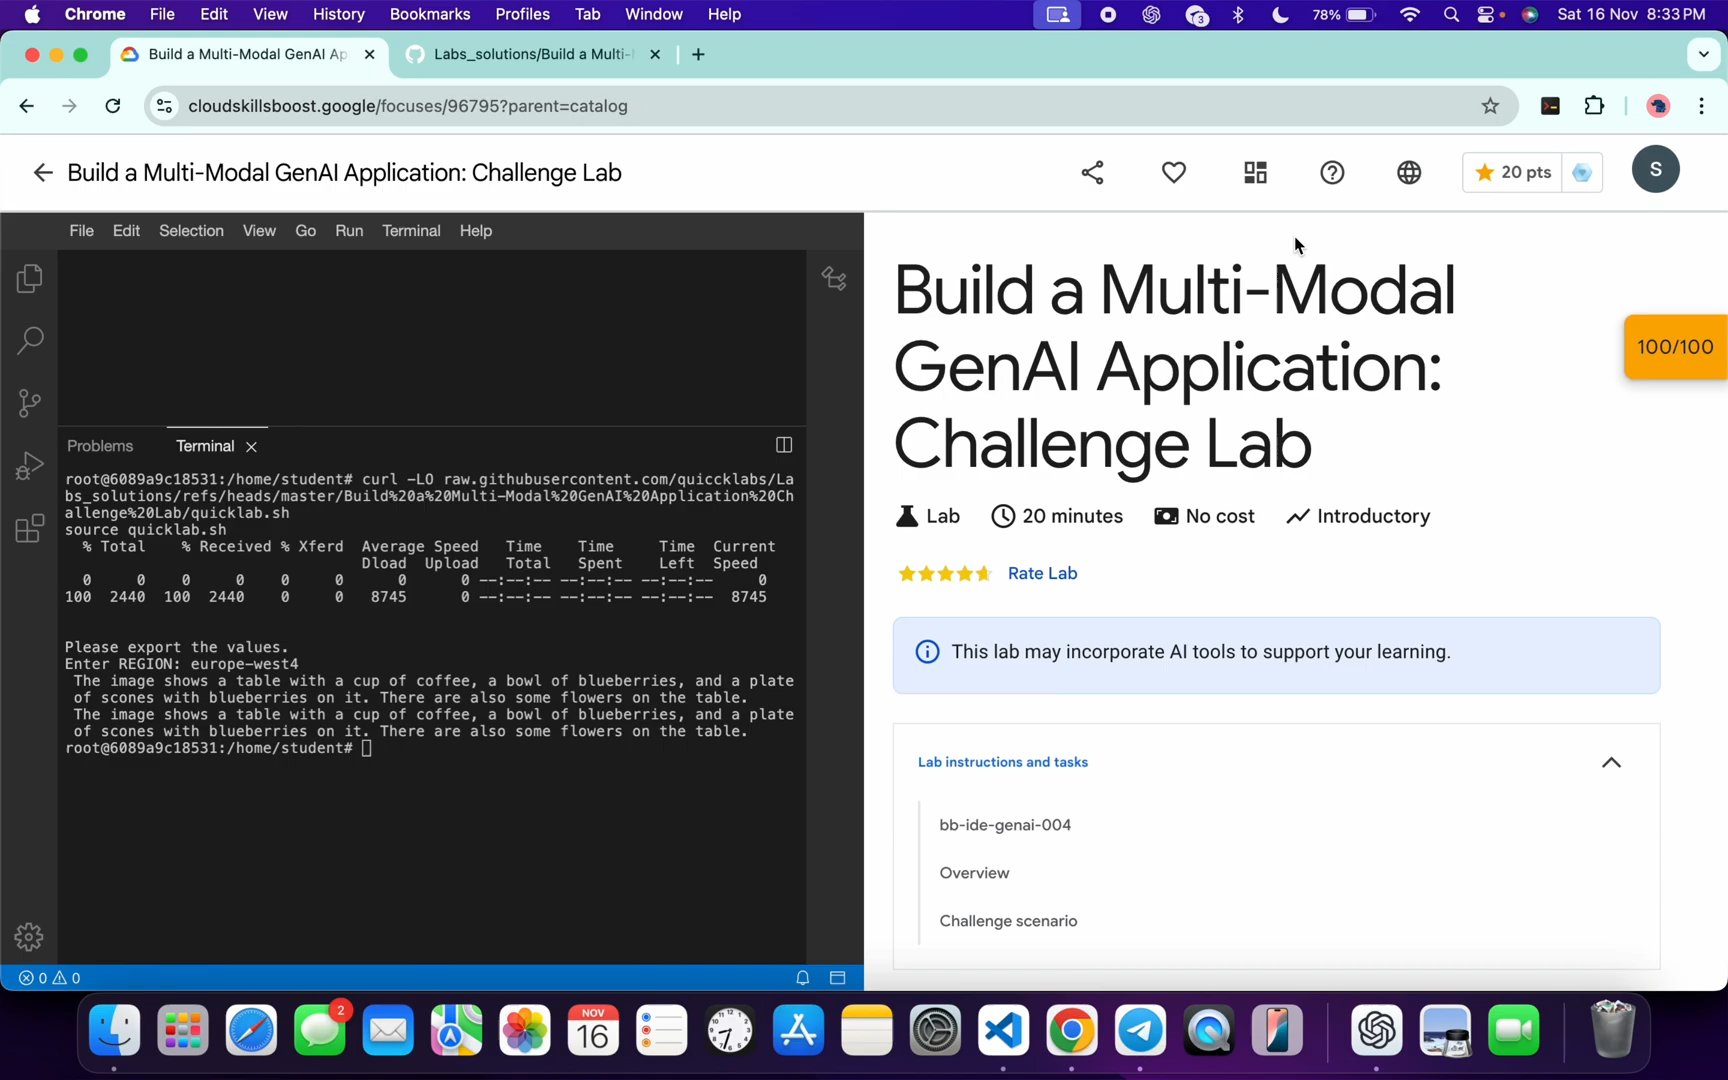 Chrome File Edit View History Bookmarks Profiles Tab Window Help 3 78% Sat 16 Nov 8:33 PM
Build a Multi-Modal GenAI Ap Labs_solutions/Build a Multi-
cloudskillsboost.google/focuses/96795?parent=catalog
Build a Multi-Modal GenAI Application: Challenge Lab 20 pts S
File Edit Selection View Go Run Terminal Help
Problems Terminal
root@6089a9c18531:/home/student# curl -LO raw.githubusercontent.com/quiccklabs/La
bs_solutions/refs/heads/master/Build%20a%20Multi-Modal%20GenAI%20Application%20Ch
allenge%20Lab/quicklab.sh
source quicklab.sh
% Total % Received % Xferd Average Speed Time Time Time Current
Dload Upload Total Spent Left Speed
0 0 0 0 0 0 0 0 --:--:-- --:--:-- --:--:-- 0
100 2440 100 2440 0 0 8745 0 --:--:-- --:--:-- --:--:-- 8745
Please export the values.
Enter REGION: europe-west4
The image shows a table with a cup of coffee, a bowl of blueberries, and a plate
of scones with blueberries on it. There are also some flowers on the table.
The image shows a table with a cup of coffee, a bowl of blueberries, and a plate
of scones with blueberries on it. There are also some flowers on the table.
root@6089a9c18531:/home/student#
0 0
Build a Multi-Modal
GenAI Application:
Challenge Lab
100/100
Lab 20 minutes No cost Introductory
Rate Lab
This lab may incorporate AI tools to support your learning.
Lab instructions and tasks
bb-ide-genai-004
Overview
Challenge scenario
2
NOV
16